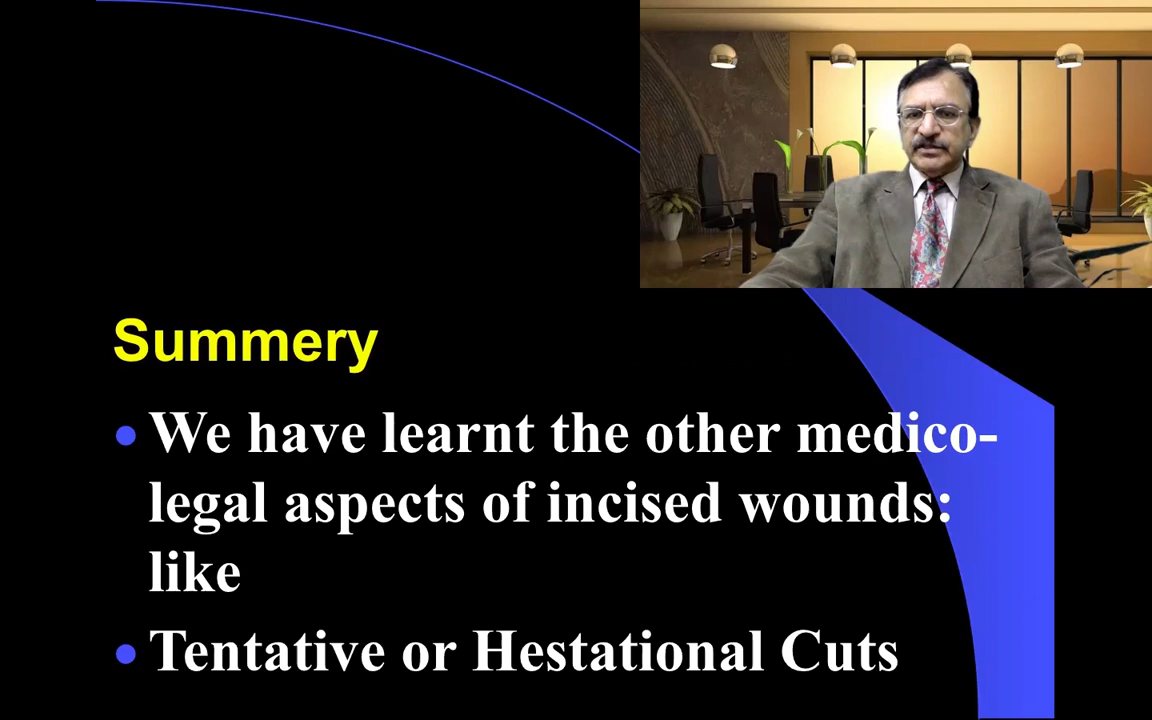 Summery
• We have learnt the other medico-
legal aspects of incised wounds:
like
• Tentative or Hestational Cuts